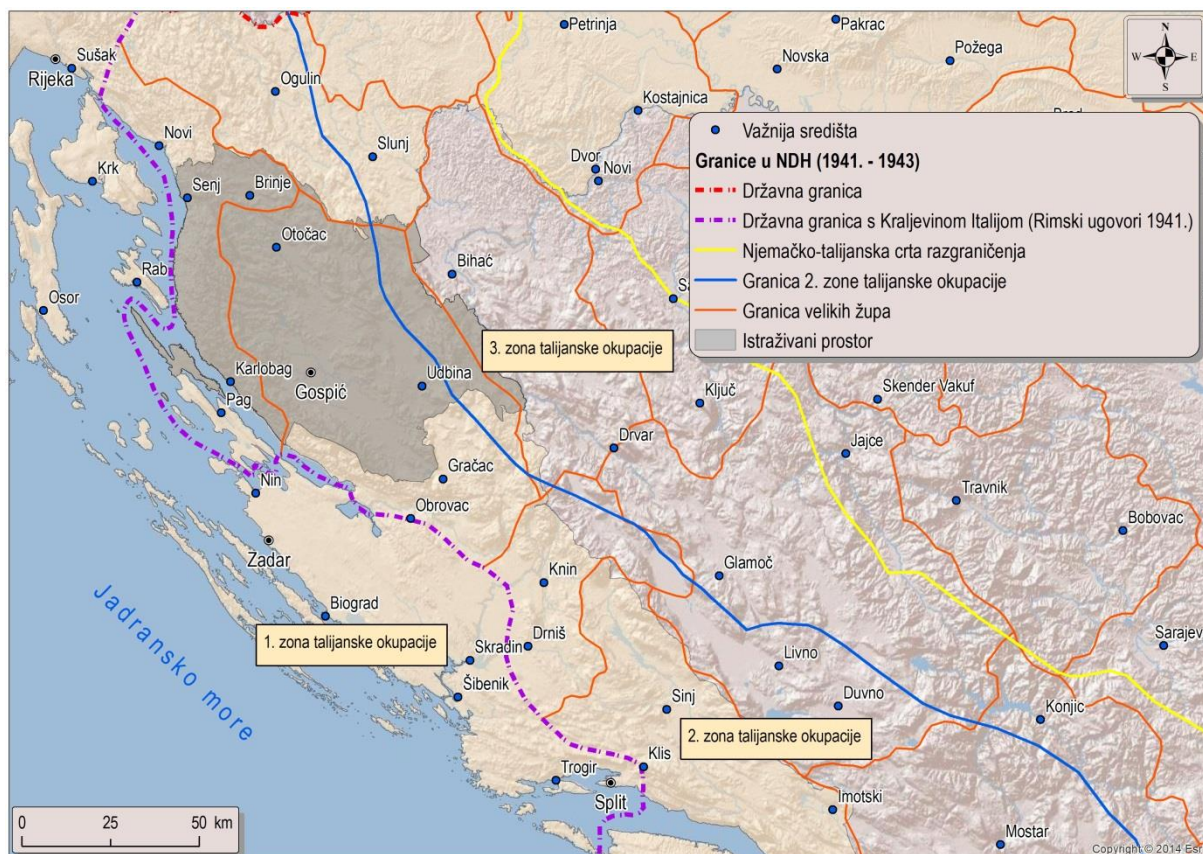 Petrinja
Pakrac
Sušak
Rijeka
Novska
Požega
N
W E
S
Ogulin
Kostajnica
Novi
Slunj
Dvor
Novi
Krk
Senj
Brinje
Otočac
Rab
Bihać
Osor
Važnija središta
Granice u NDH (1941. - 1943)
Državna granica
Državna granica s Kraljevinom Italijom (Rimski ugovori 1941.)
Njemačko-talijanska crta razgraničenja
Granica 2. zone talijanske okupacije
Granica velikih župa
Istraživani prostor
3. zona talijanske okupacije
Karlobag
Gospić
Udbina
Pag
Ključ
Skender Vakuf
Drvar
Jajce
Gračac
Nin
Travnik
Obrovac
Bobovac
Zadar
Knin
Glamoč
Biograd
Jadransko more
1. zona talijanske okupacije
Drniš
Skradin
Sarajev
Livno
Šibenik
Sinj
Duvno
Konjic
2. zona talijanske okupacije
Klis
Trogir
Split
Imotski
Mostar
0 25 50 km
Copyright:© 2014 Esri